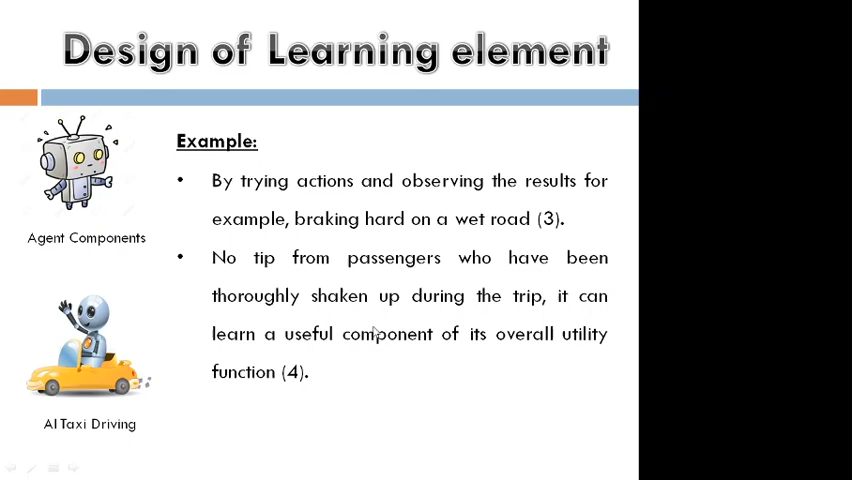 Design of Learning element
Example:
• By trying actions and observing the results for
example, braking hard on a wet road (3).
• No tip from passengers who have been
thoroughly shaken up during the trip, it can
learn a useful component of its overall utility
function (4).
Agent Components
AI Taxi Driving